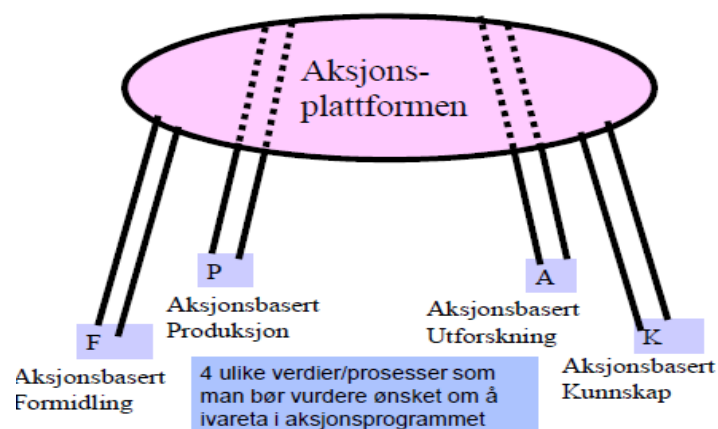 Aksjons-
plattformen
P
Aksjonsbasert
Produksjon
A
Aksjonsbasert
Utforskning
F
Aksjonsbasert
Formidling
K
Aksjonsbasert
Kunnskap
4 ulike verdier/prosesser som
man bør vurdere ønsket om å
ivareta i aksjonsprogrammet